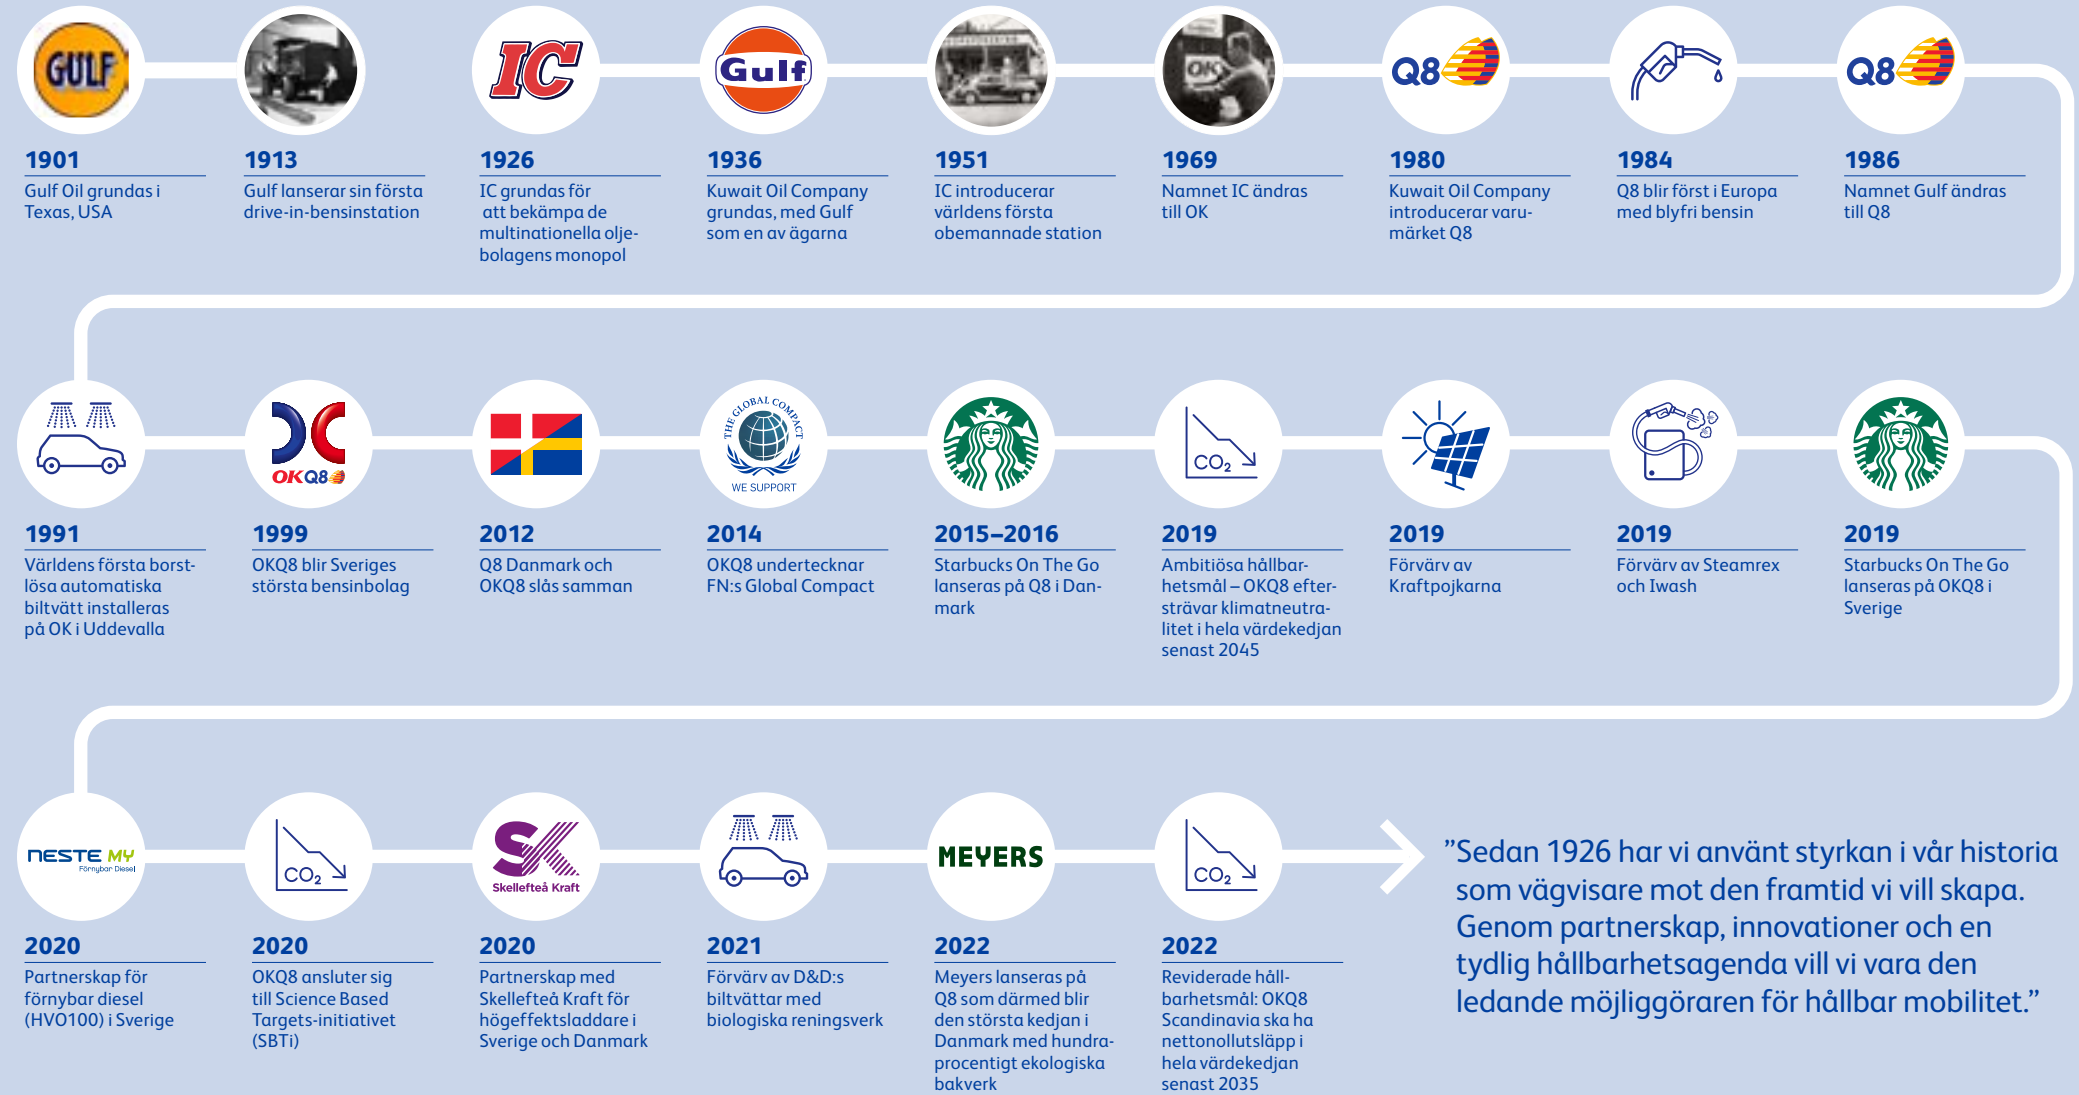 GULF
IC
Gulf
OK
Q8
Q8
1901
Gulf Oil grundas i
Texas, USA
1913
Gulf lanserar sin första
drive-in-bensinstation
1926
IC grundas för
att bekämpa de
multinationella olje-
bolagens monopol
1936
Kuwait Oil Company
grundas, med Gulf
som en av ägarna
1951
IC introducerar
världens första
obemannade station
1969
Namnet IC ändras
till OK
1980
Kuwait Oil Company
introducerar varu-
märket Q8
1984
Q8 blir först i Europa
med blyfri bensin
1986
Namnet Gulf ändras
till Q8
OKQ8
THE GLOBAL COMPACT
WE SUPPORT
CO₂
1991
Världens första borst-
lösa automatiska
biltvätt installeras
på OK i Uddevalla
1999
OKQ8 blir Sveriges
största bensinbolag
2012
Q8 Danmark och
OKQ8 slås samman
2014
OKQ8 undertecknar
FN:s Global Compact
2015–2016
Starbucks On The Go
lanseras på Q8 i Dan-
mark
2019
Ambitiösa hållbar-
hetsmål – OKQ8 efter-
strävar klimatneutra-
litet i hela värdekedjan
senast 2045
2019
Förvärv av
Kraftpojkarna
2019
Förvärv av Steamrex
och Iwash
2019
Starbucks On The Go
lanseras på OKQ8 i
Sverige
NESTE MY
Förnybar Diesel
CO₂
SK
Skellefteå Kraft
MEYERS
CO₂
2020
Partnerskap för
förnybar diesel
(HVO100) i Sverige
2020
OKQ8 ansluter sig
till Science Based
Targets-initiativet
(SBTi)
2020
Partnerskap med
Skellefteå Kraft för
högeffektsladdare i
Sverige och Danmark
2021
Förvärv av D&D:s
biltvättar med
biologiska reningsverk
2022
Meyers lanseras på
Q8 som därmed blir
den största kedjan i
Danmark med hundra-
procentigt ekologiska
bakverk
2022
Reviderade håll-
barhetsmål: OKQ8
Scandinavia ska ha
nettonollutsläpp i
hela värdekedjan
senast 2035
”Sedan 1926 har vi använt styrkan i vår historia
som vägvisare mot den framtid vi vill skapa.
Genom partnerskap, innovationer och en
tydlig hållbarhetsagenda vill vi vara den
ledande möjliggöraren för hållbar mobilitet.”